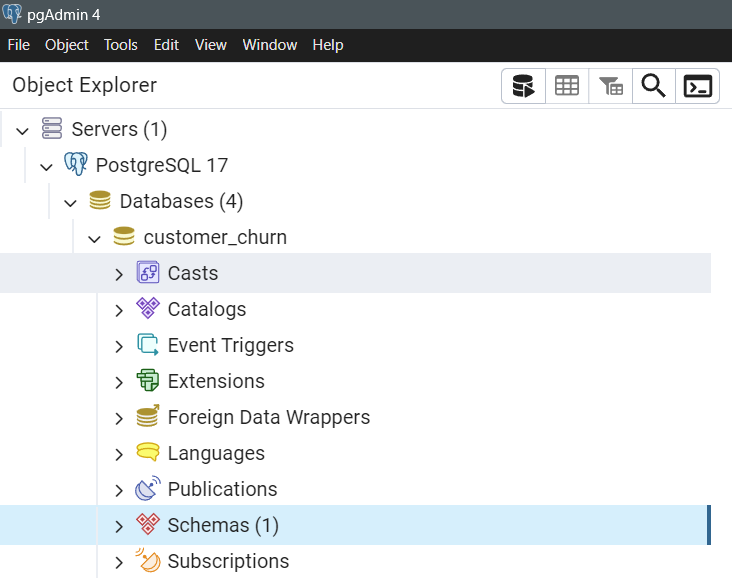 pgAdmin 4
File Object Tools Edit View Window Help
Object Explorer
Servers (1)
PostgreSQL 17
Databases (4)
customer_churn
Casts
Catalogs
Event Triggers
Extensions
Foreign Data Wrappers
Languages
Publications
Schemas (1)
Subscriptions